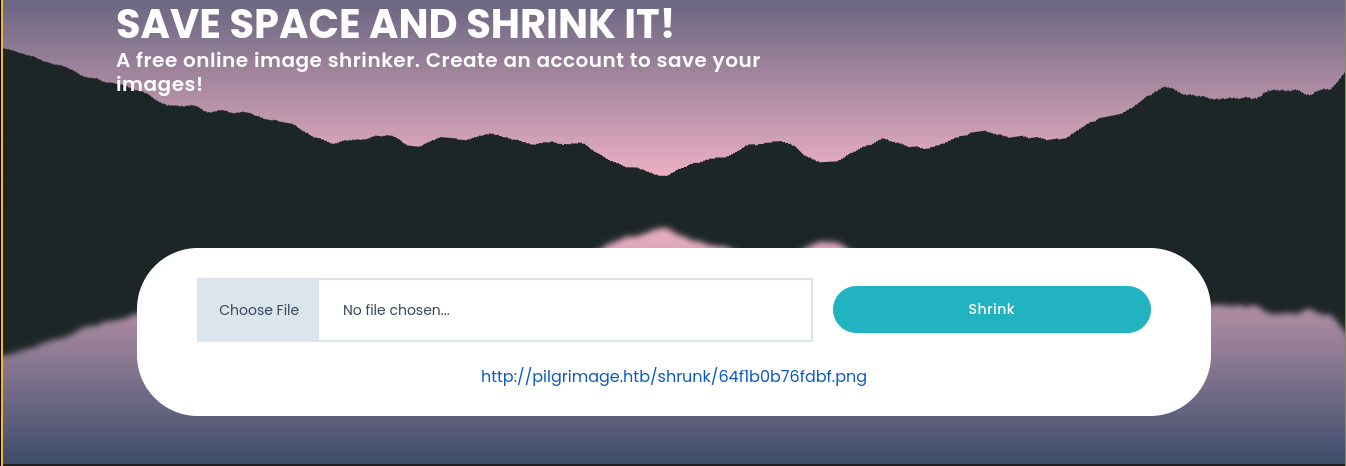 SAVE SPACE AND SHRINK IT!
A free online image shrinker. Create an account to save your
images!
Choose File
No file chosen...
Shrink
http://pilgrimage.htb/shrunk/64f1b0b76fdbf.png